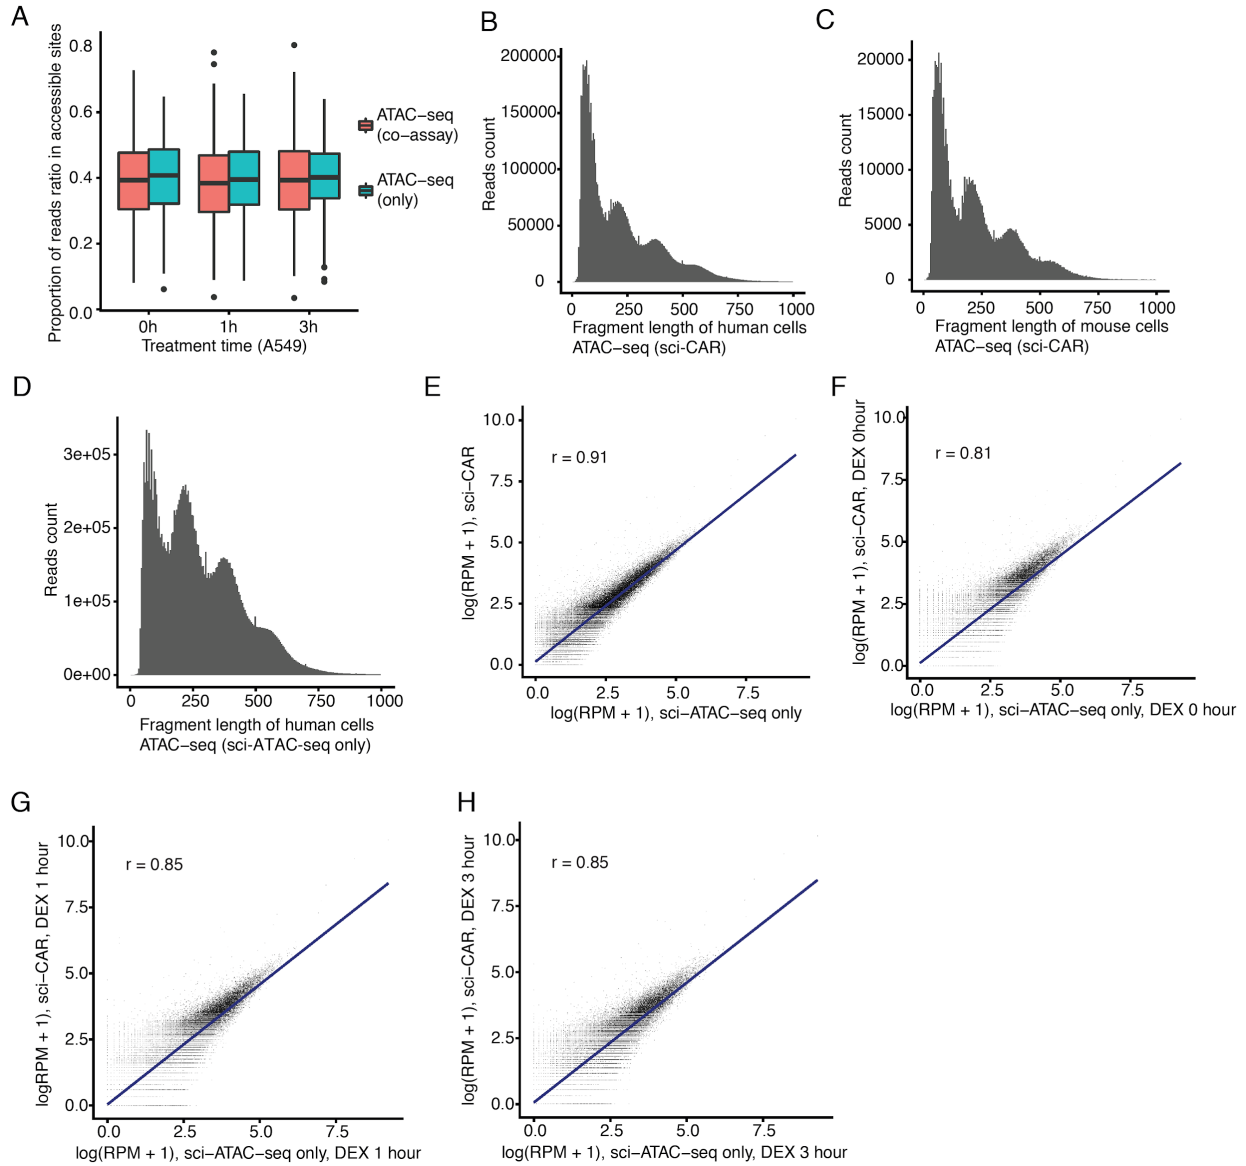 A
Proportion of reads ratio in accessible sites
0.8
0.6
0.4
0.2
0.0
0h
1h
3h
Treatment time (A549)
ATAC−seq
(co−assay)
ATAC−seq
(only)
B
Reads count
200000
150000
100000
50000
0
0
250
500
750
1000
Fragment length of human cells
ATAC−seq (sci-CAR)
C
Reads count
20000
15000
10000
5000
0
0
250
500
750
1000
Fragment length of mouse cells
ATAC−seq (sci-CAR)
D
Reads count
3e+05
2e+05
1e+05
0e+00
0
250
500
750
1000
Fragment length of human cells
ATAC−seq (sci-ATAC-seq only)
E
log(RPM + 1), sci−CAR
10.0
7.5
5.0
2.5
0.0
r = 0.91
0.0
2.5
5.0
7.5
log(RPM + 1), sci−ATAC−seq only
F
log(RPM + 1), sci−CAR, DEX 0hour
10.0
7.5
5.0
2.5
0.0
r = 0.81
0.0
2.5
5.0
7.5
log(RPM + 1), sci−ATAC−seq only, DEX 0 hour
G
logRPM + 1), sci−CAR, DEX 1 hour
10.0
7.5
5.0
2.5
0.0
r = 0.85
0.0
2.5
5.0
7.5
log(RPM + 1), sci−ATAC−seq only, DEX 1 hour
H
log(RPM + 1), sci−CAR, DEX 3 hour
10.0
7.5
5.0
2.5
0.0
r = 0.85
0.0
2.5
5.0
7.5
log(RPM + 1), sci−ATAC−seq only, DEX 3 hour